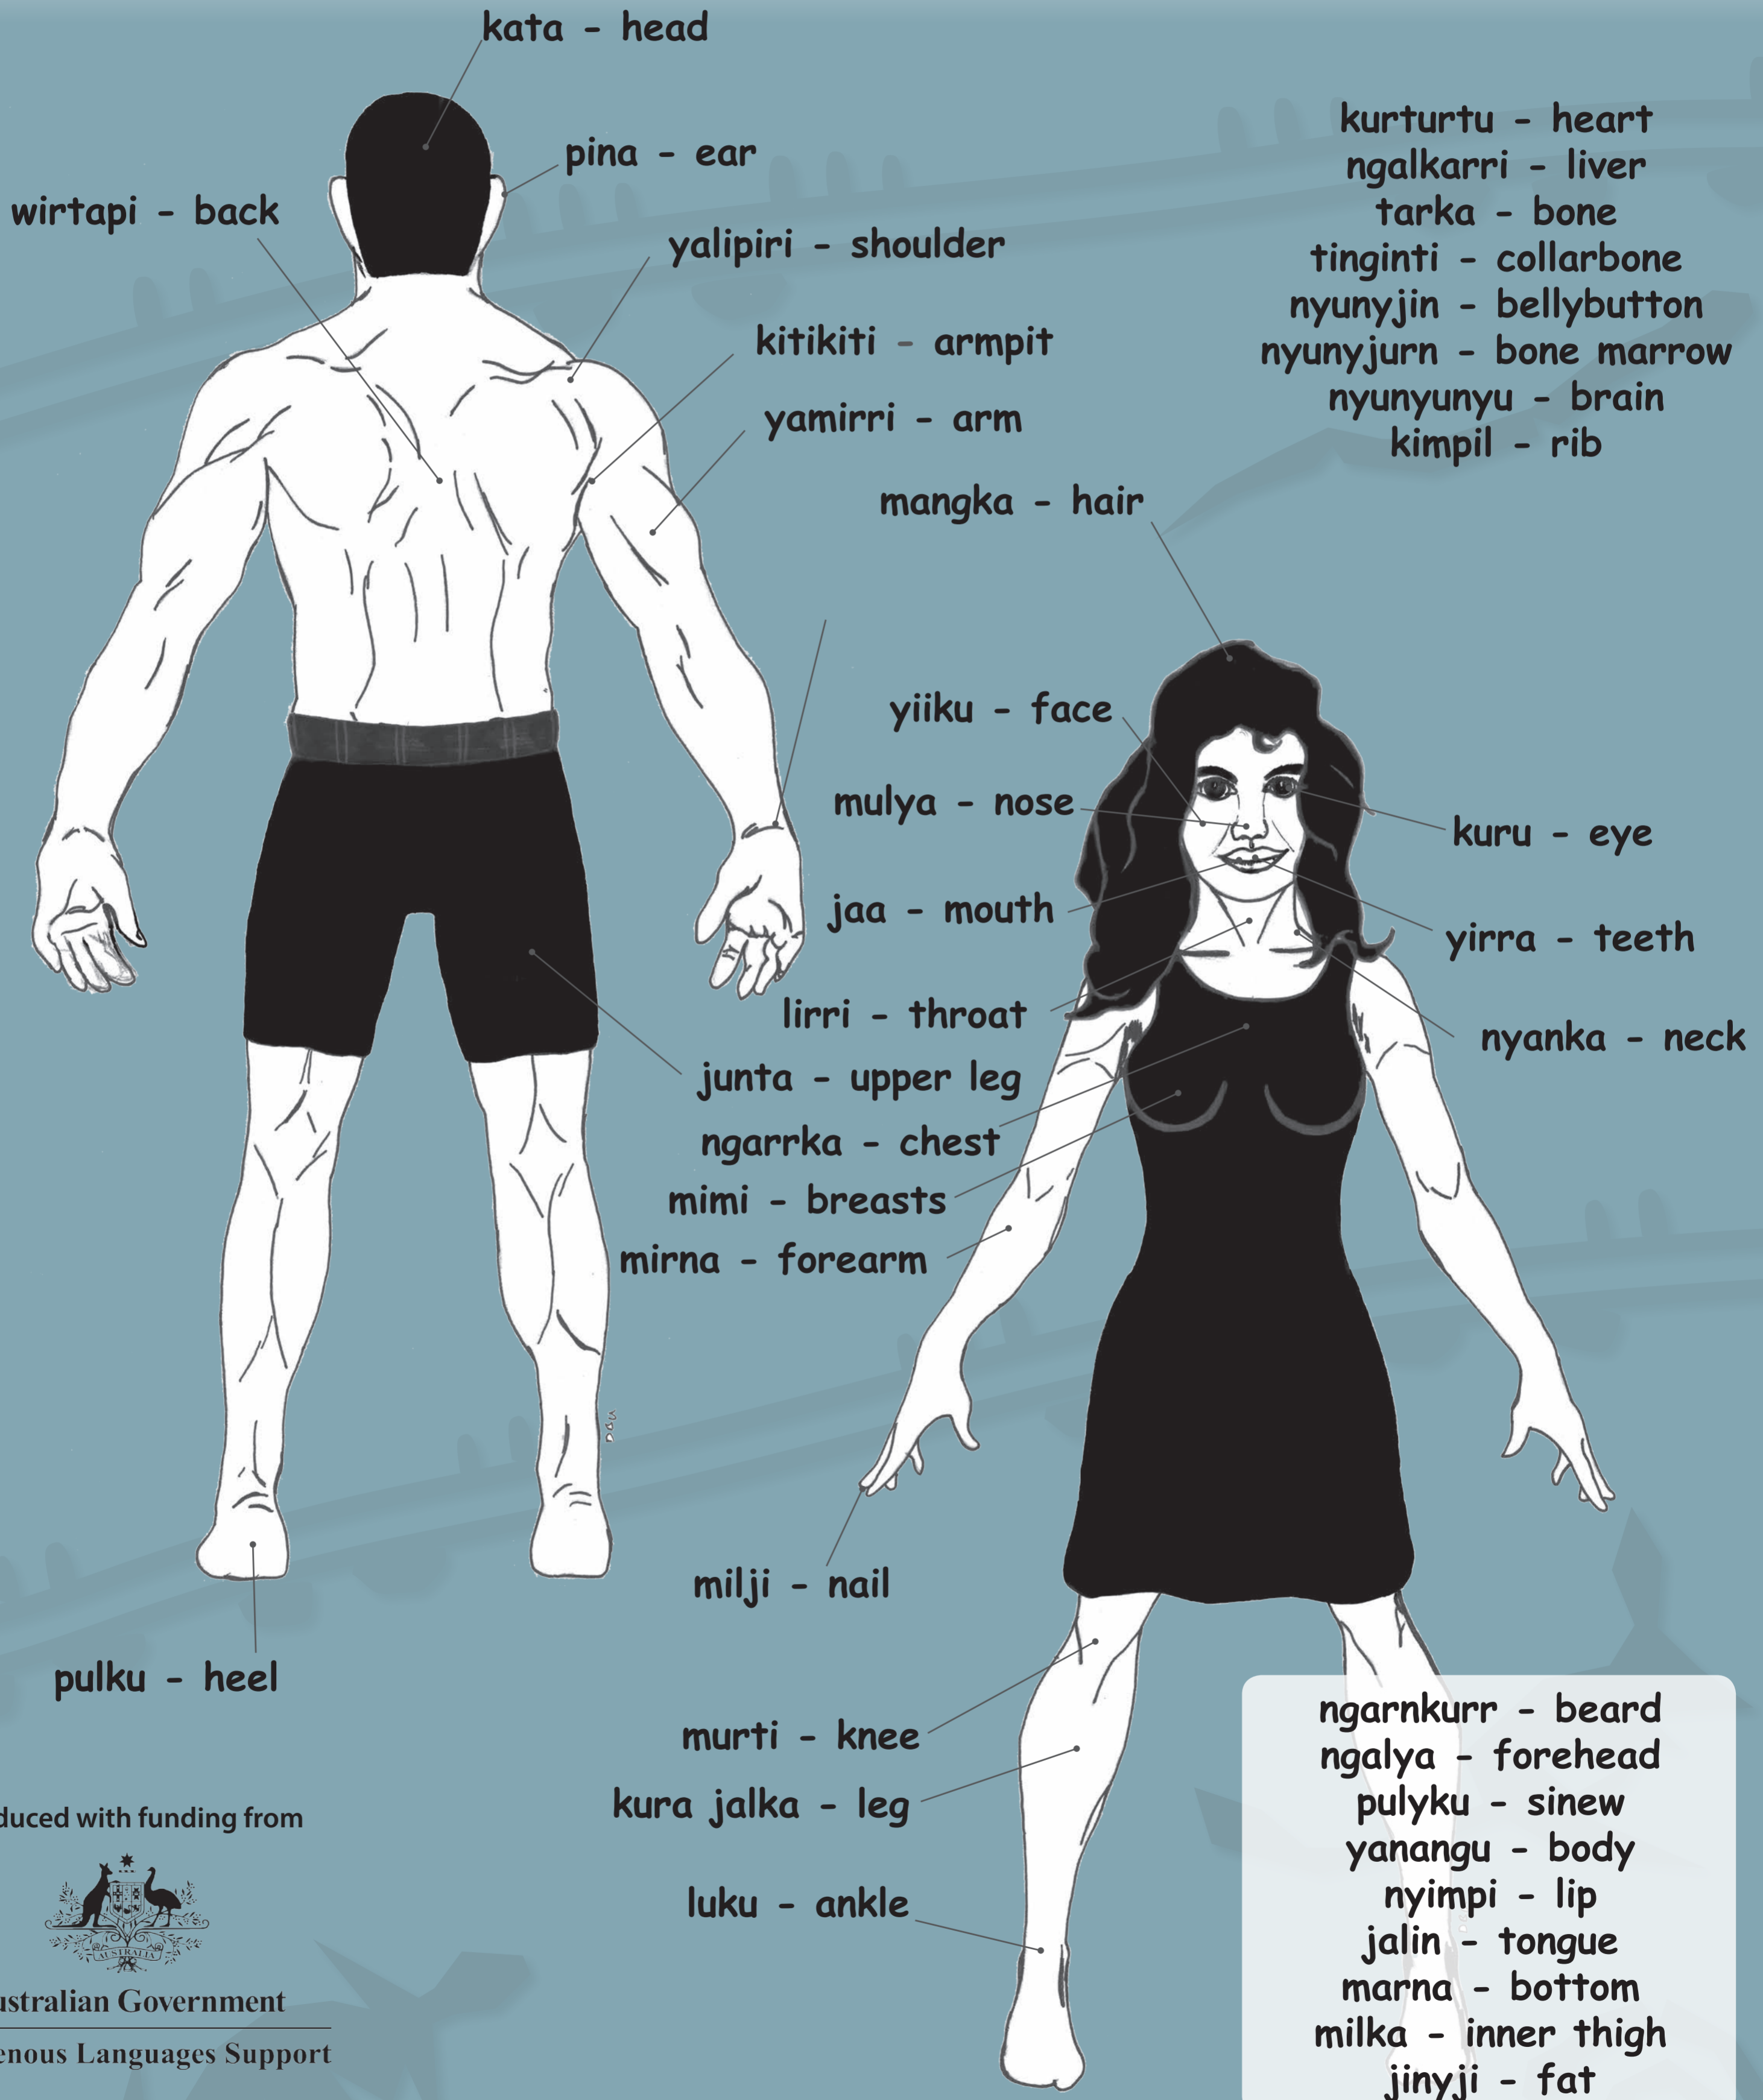 kata - head
pina - ear
wirtapi - back
yalipiri - shoulder
kitikiti - armpit
yamirri - arm
kurturtu - heart
ngalkarri - liver
tarka - bone
tinginti - collarbone
nyunyjin - bellybutton
nyunyjurn - bone marrow
nyunyunyu - brain
kimpil - rib
mangka - hair
yiiku - face
mulya - nose
kuru - eye
jaa - mouth
yirra - teeth
lirri - throat
nyanka - neck
junta - upper leg
ngarrka - chest
mimi - breasts
mirna - forearm
milji - nail
pulku - heel
murti - knee
kura jalka - leg
luku - ankle
duced with funding from
AUSTRALIA
ustralian Government
enous Languages Support
ngarnkurr - beard
ngalya - forehead
pulyku - sinew
yanangu - body
nyimpi - lip
jalin - tongue
marna - bottom
milka - inner thigh
jinyji - fat